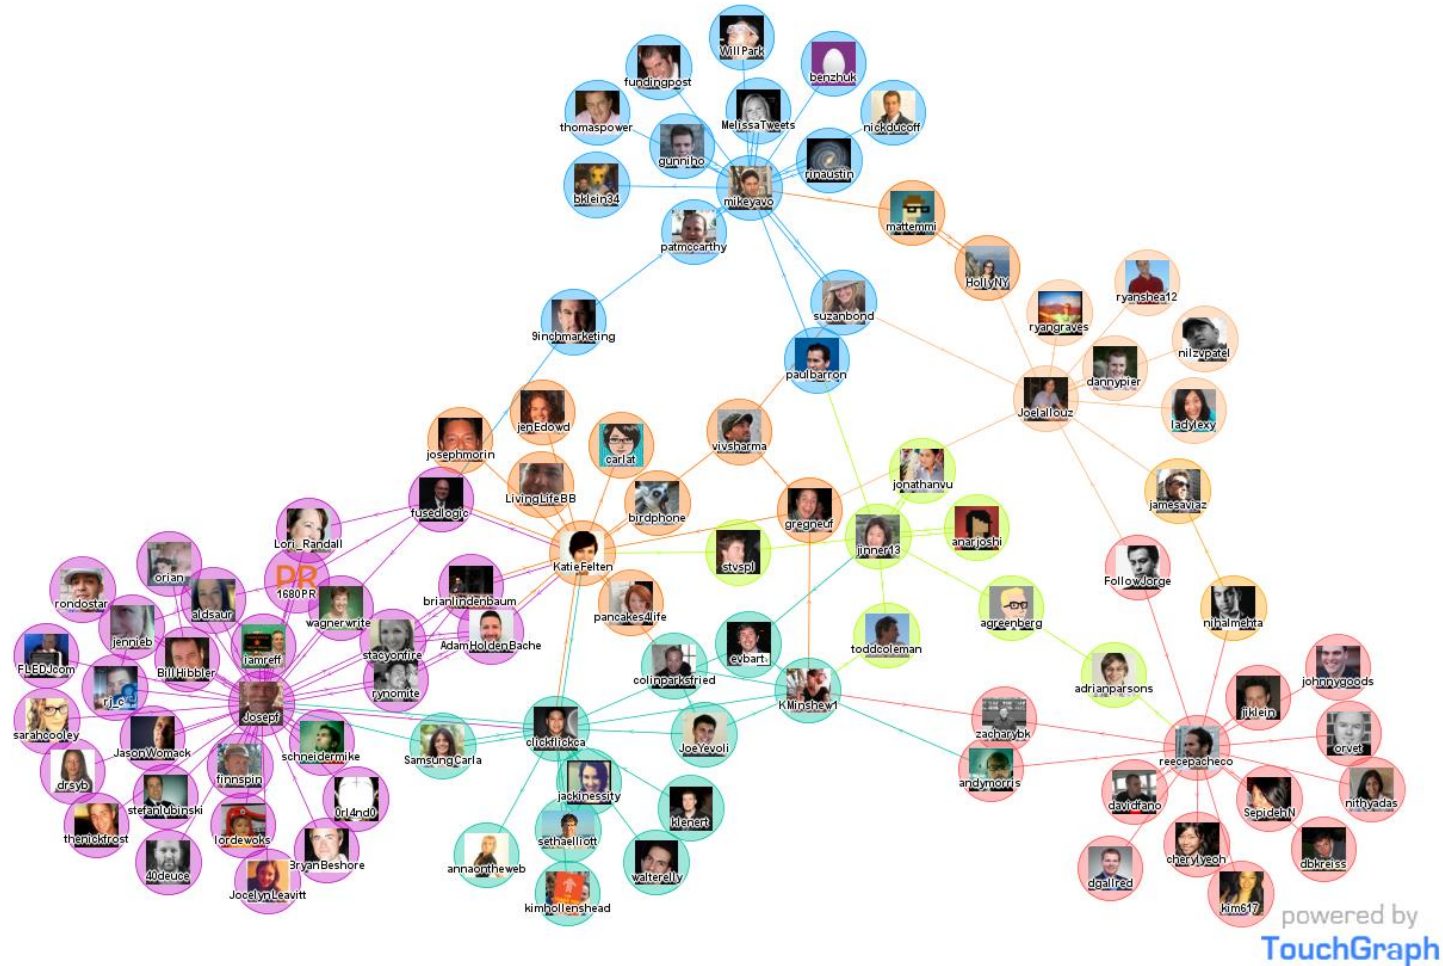 WillPark
fundingpost
benzhuk
thomaspower
MelissaTweets
nickducoff
gunniho
rinaustin
bklein34
mikeyavo
patmccarthy
mattemmi
HollyNY
ryanshea12
suzanbond
ryangraves
9inchmarketing
nilzvpatel
paulbarron
dannypier
Joelallouz
ladylexy
jenEdowd
josephmorin
carlat
vivsharma
jonathanvu
LivingLifeBB
birdphone
jamesaviaz
fusedlogic
gregneuf
Lori_Randall
jinner13
anarjoshi
KatieFelten
stvspl
FollowJorge
orian
PR
1680PR
rondostar
aldsaur
brianlindenbaum
pancakes4life
wagnerwrite
agreenberg
nihalmehta
jennieb
AdamHoldenBache
stacyonfire
toddcoleman
FLEDJcom
BillHibbler
iamreff
evbart
colinparksfried
rynomite
adrianparsons
johnnygoods
rj_c
Josepf
KMinshew1
jiklein
sarahcooley
clickflickca
zacharybk
JasonWomack
schneidermike
SamsungCarla
JoeYevoli
orvet
reecepacheco
finnspin
drsyb
andymorris
jackinessity
stefanlubinski
0rl4nd0
davidfano
SepidehN
nithyadas
klenert
thenickfrost
lordewoks
sethaelliott
cherylyeoh
dbkreiss
BryanBeshore
annaontheweb
walterelly
40deuce
dgallred
JocelynLeavitt
kimhollenshead
kim617
powered by
TouchGraph